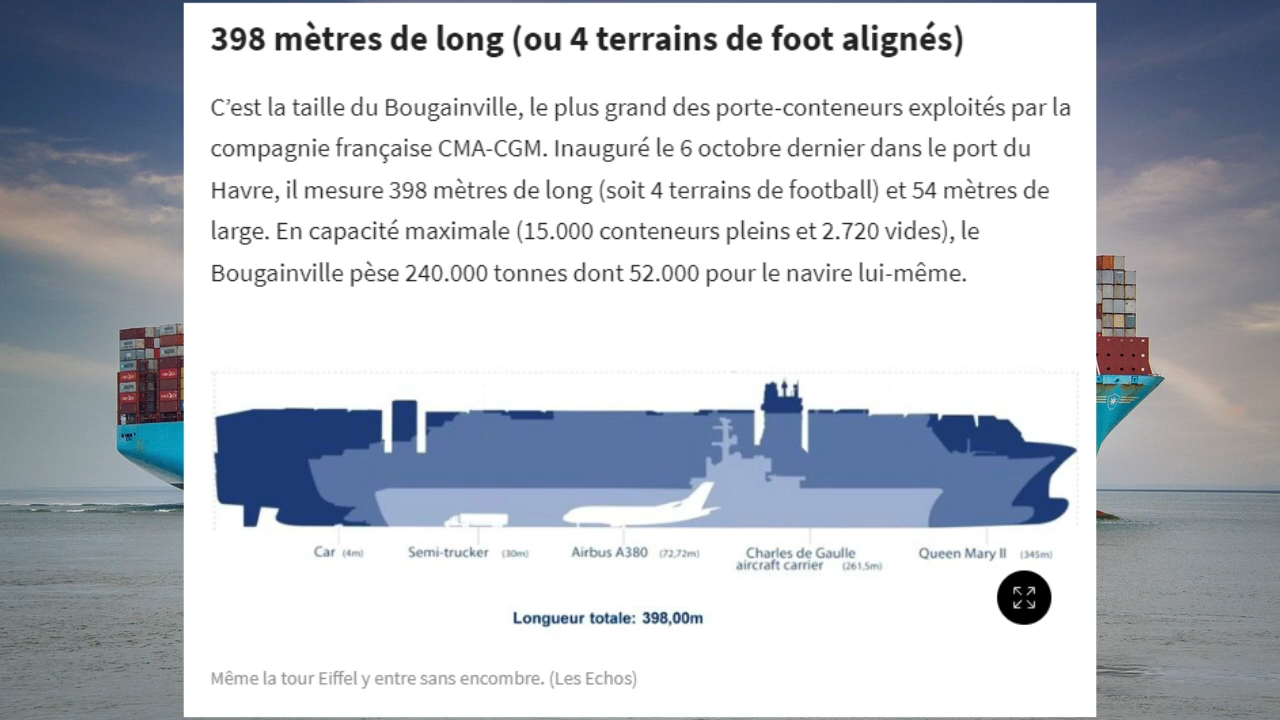 398 mètres de long (ou 4 terrains de foot alignés)
C’est la taille du Bougainville, le plus grand des porte-conteneurs exploités par la
compagnie française CMA-CGM. Inauguré le 6 octobre dernier dans le port du
Havre, il mesure 398 mètres de long (soit 4 terrains de football) et 54 mètres de
large. En capacité maximale (15.000 conteneurs pleins et 2.720 vides), le
Bougainville pèse 240.000 tonnes dont 52.000 pour le navire lui-même.
Car (4m) Semi-trucker (30m) Airbus A380 (72,72m) Charles de Gaulle Queen Mary II (345m)
aircraft carrier (261,5m)
Longueur totale: 398,00m
Même la tour Eiffel y entre sans encombre. (Les Echos)